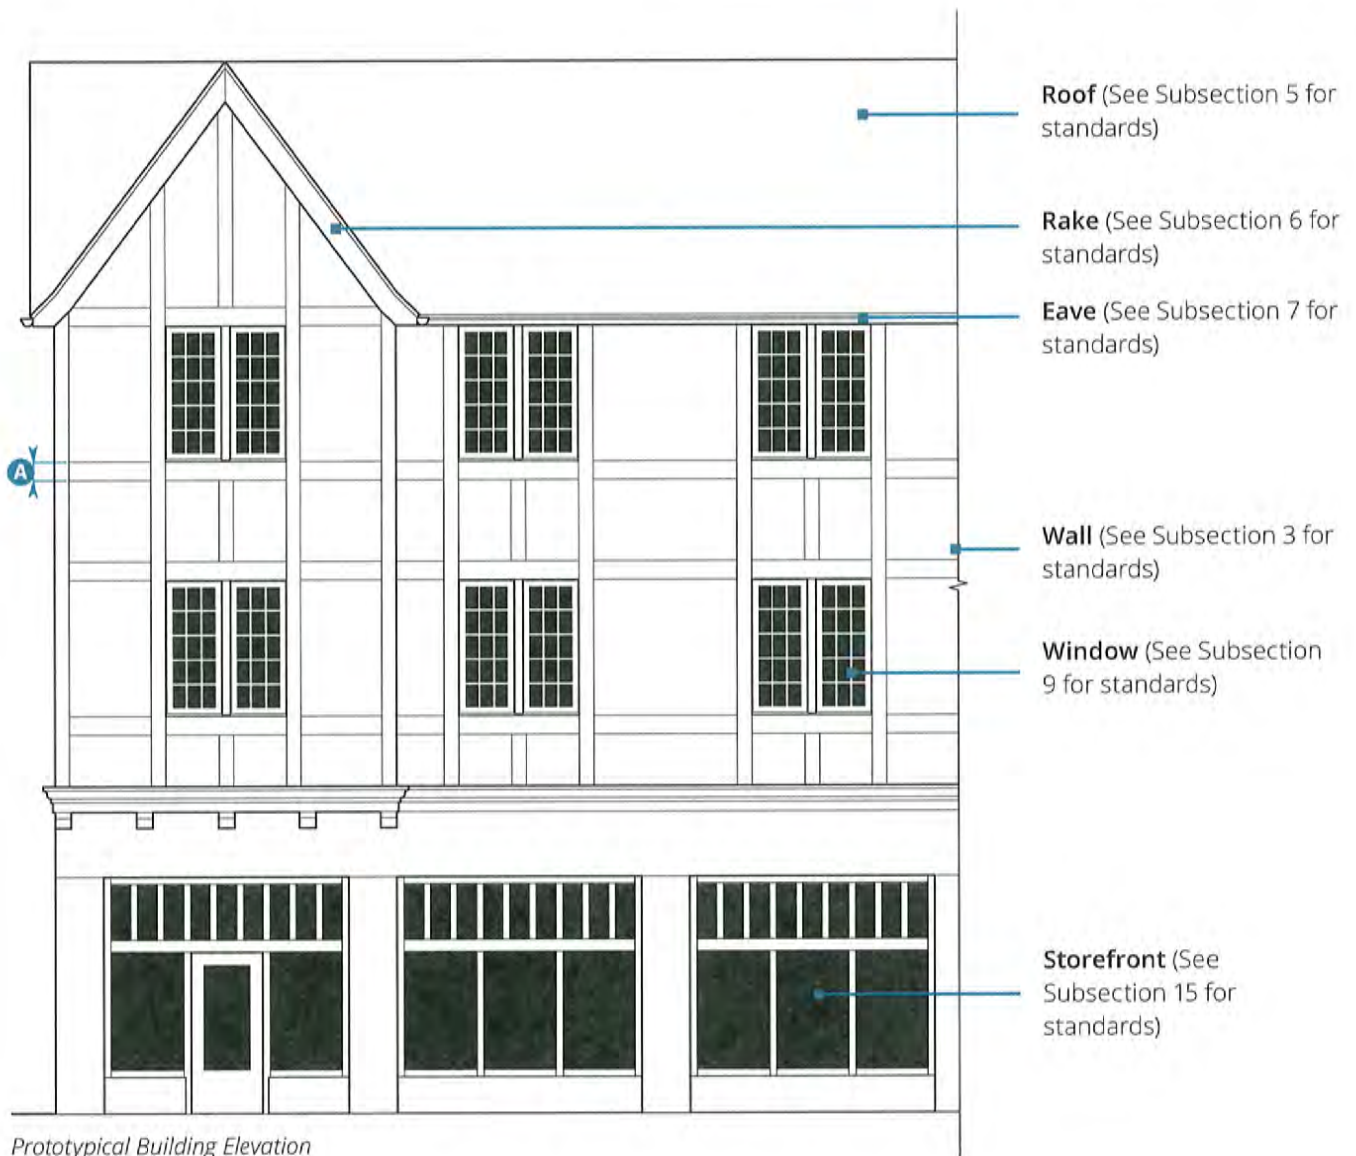 Roof (See Subsection 5 for
standards)
Rake (See Subsection 6 for
standards)
Eave (See Subsection 7 for
standards)
A
Wall (See Subsection 3 for
standards)
Window (See Subsection
9 for standards)
Storefront (See
Subsection 15 for
standards)
Prototypical Building Elevation